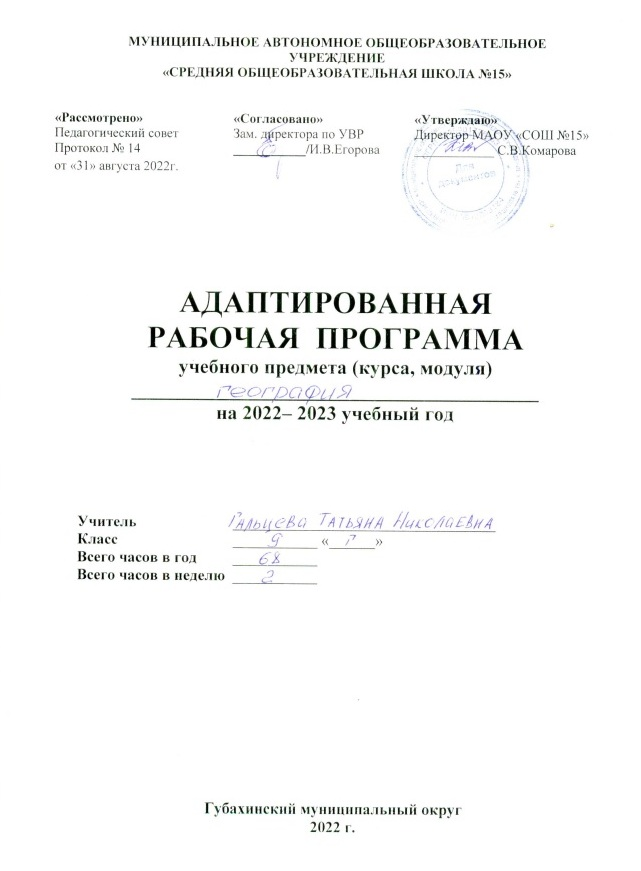 МУНИЦИПАЛЬНОЕ АВТОНОМНОЕ ОБЩЕОБРАЗОВАТЕЛЬНОЕ
УЧРЕЖДЕНИЕ
«СРЕДНЯЯ ОБЩЕОБРАЗОВАТЕЛЬНАЯ ШКОЛА №15»
«Рассмотрено»
Педагогический совет
Протокол № 14
от «31» августа 2022г.
«Согласовано»
Зам. директора по УВР
/И.В.Егорова
«Утверждаю»
Директор МАОУ «СОШ №15»
С.В.Комарова
Для
документов
АДАПТИРОВАННАЯ
РАБОЧАЯ ПРОГРАММА
учебного предмета (курса, модуля)
география
на 2022– 2023 учебный год
Учитель Гальцева Татьяна Николаевна
Класс 9 « Г »
Всего часов в год 68
Всего часов в неделю 2
Губахинский муниципальный округ
2022 г.